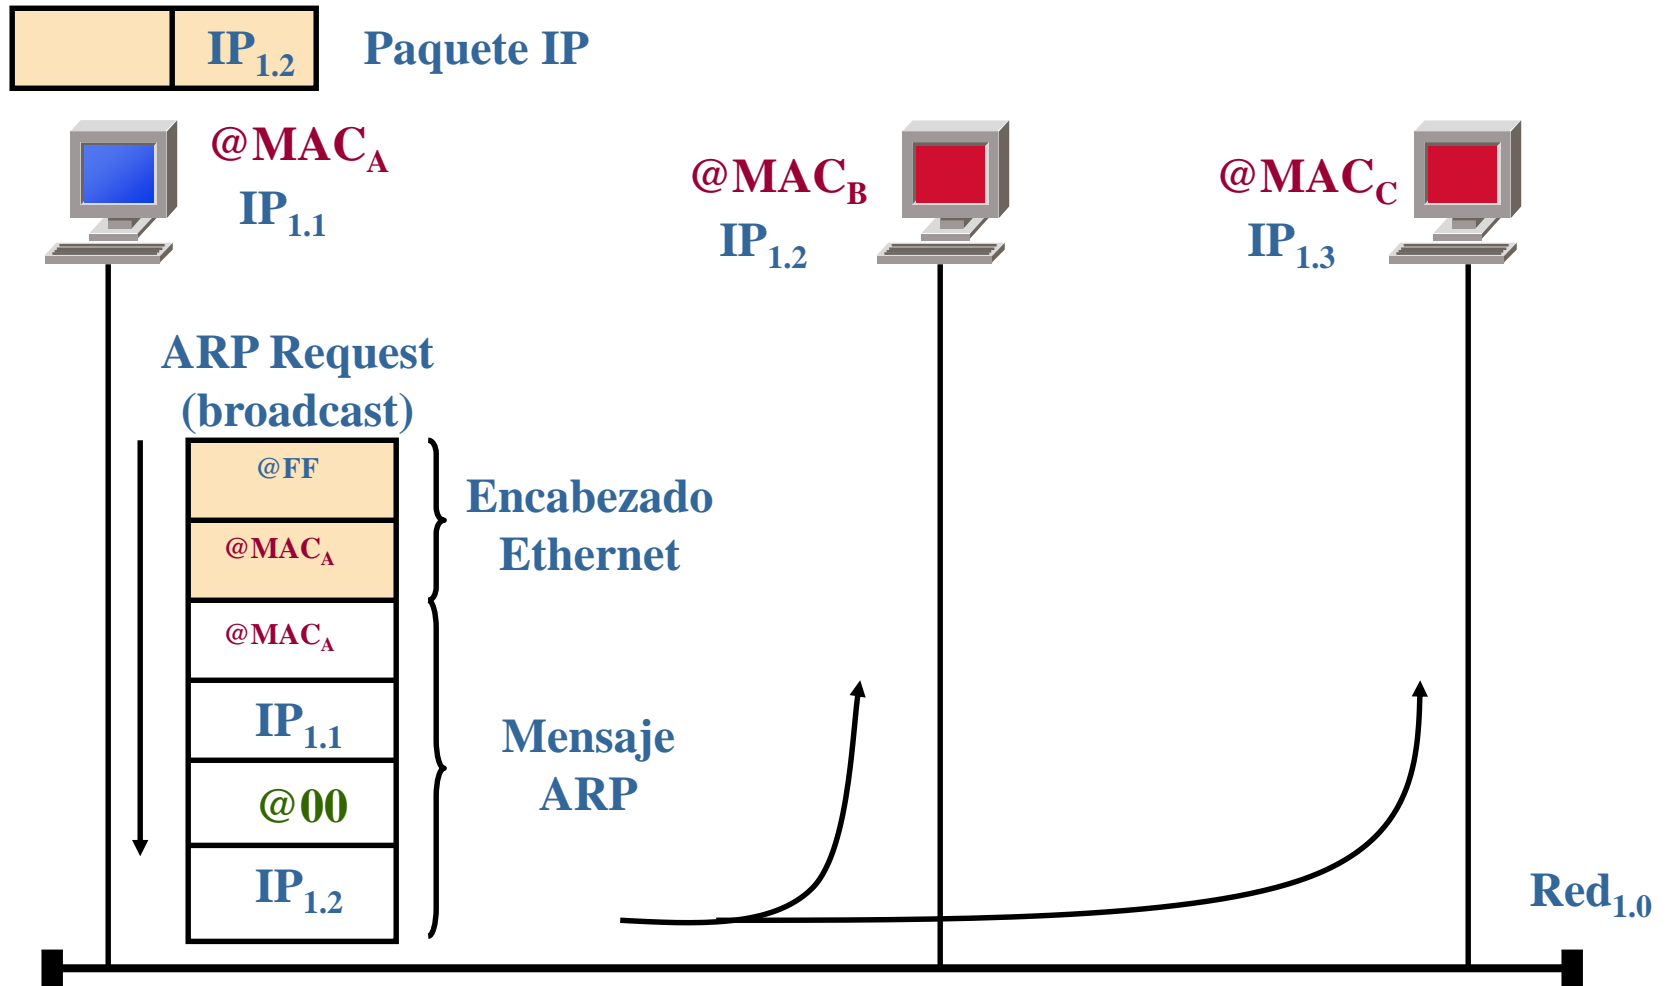 IP1.2 Paquete IP
@MACA
IP1.1
@MACB
IP1.2
@MACC
IP1.3
ARP Request
(broadcast)
@FF
@MACA
Encabezado
Ethernet
@MACA
IP1.1
@00
IP1.2
Mensaje
ARP
Red1.0